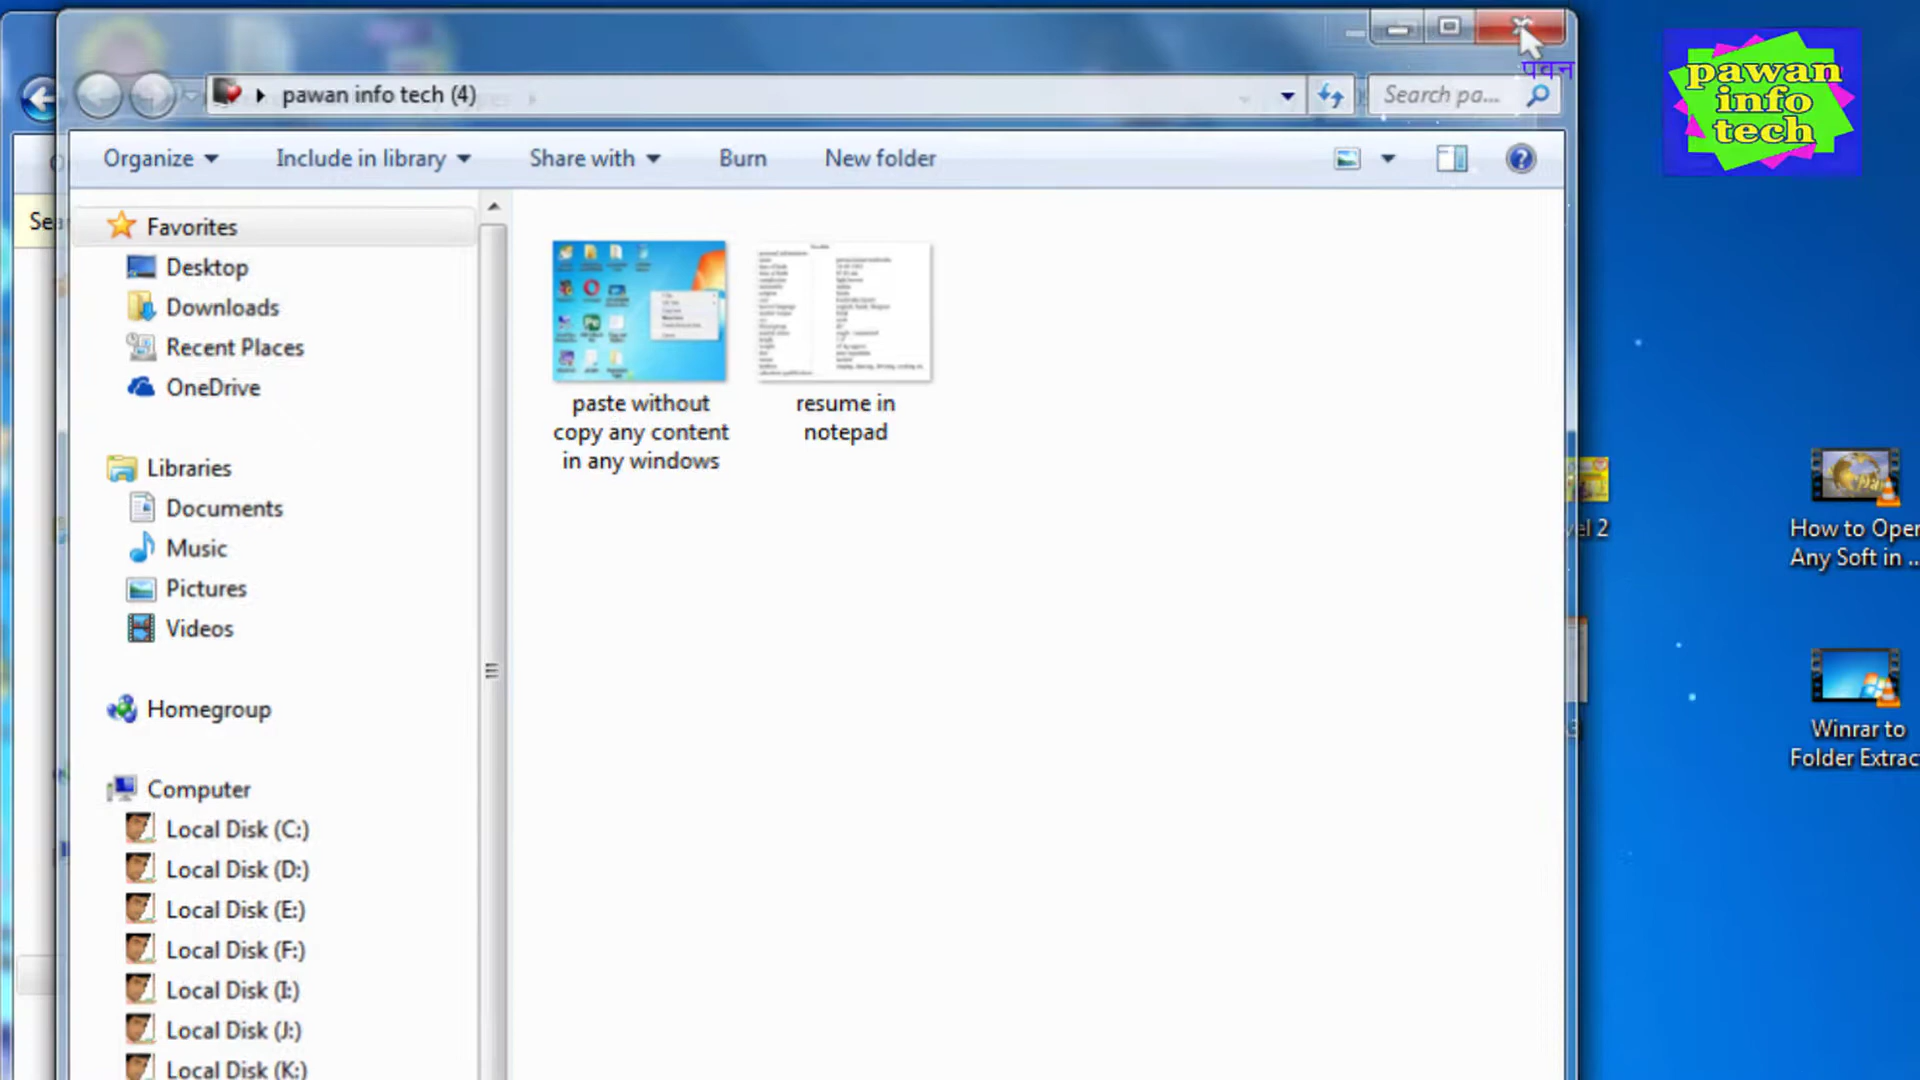 पवन
pawan
info
tech
pawan info tech (4)
Search pa...
Organize
Include in library
Share with
Burn
New folder
Sea
Favorites
Desktop
Downloads
Recent Places
OneDrive
Libraries
Documents
Music
Pictures
Videos
Homegroup
Computer
Local Disk (C:)
Local Disk (D:)
Local Disk (E:)
Local Disk (F:)
Local Disk (I:)
Local Disk (J:)
Local Disk (K:)
paste without
copy any content
in any windows
resume in
notepad
vel 2
How to Oper
Any Soft in ...
Winrar to
Folder Extrac